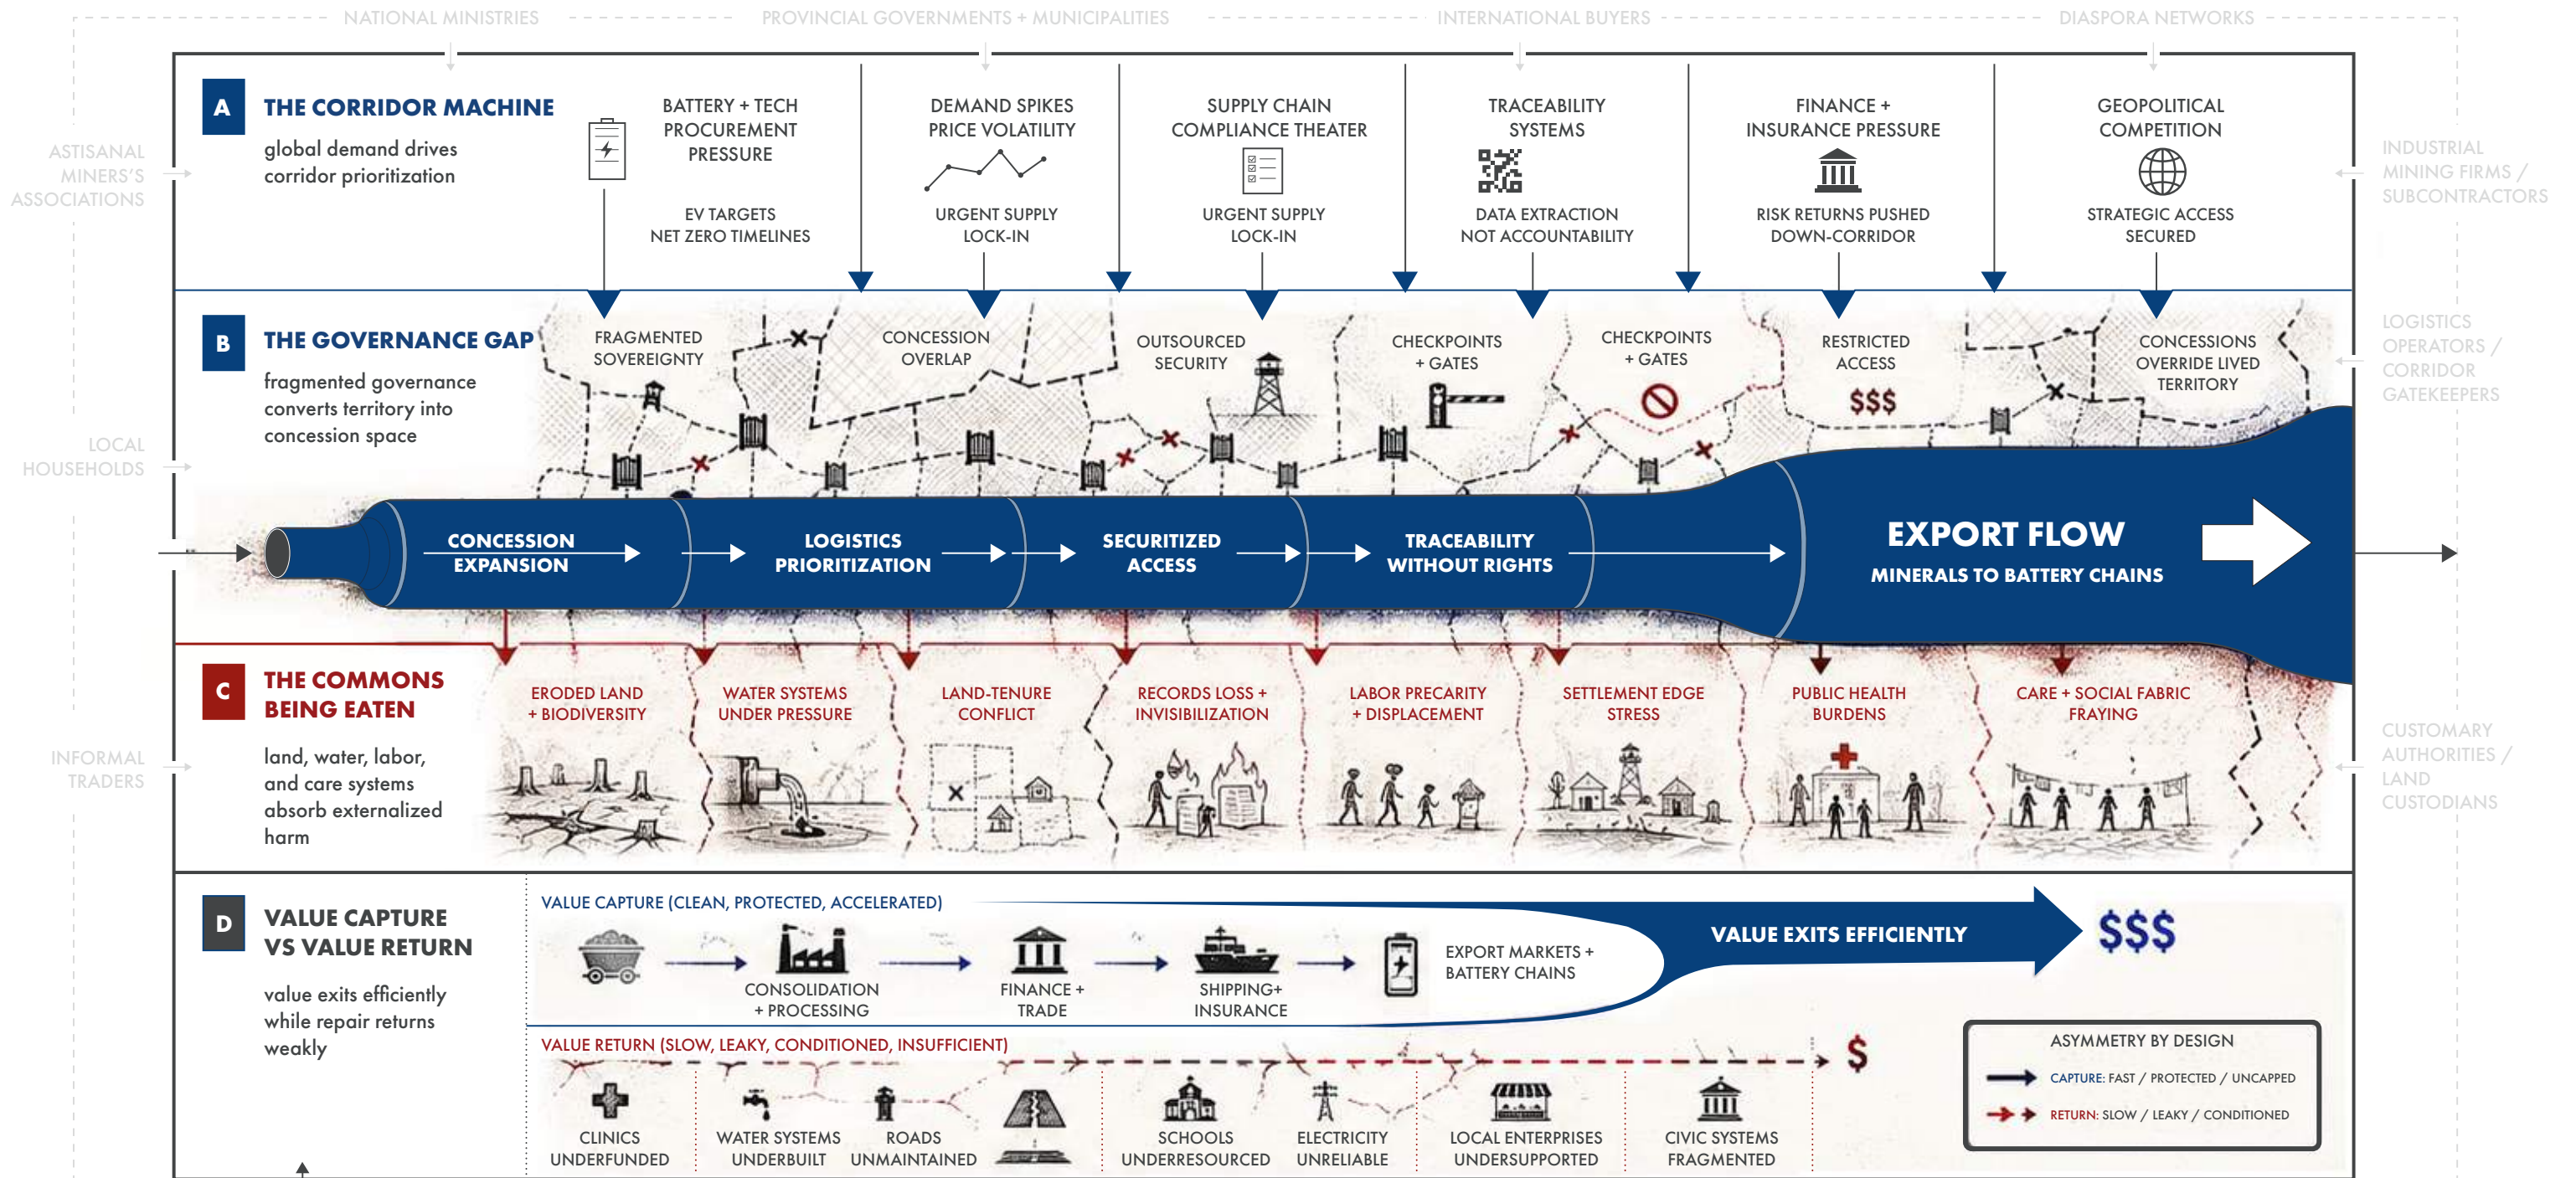 NATIONAL MINISTRIES
PROVINCIAL GOVERNMENTS + MUNICIPALITIES
INTERNATIONAL BUYERS
DIASPORA NETWORKS
ASTISANAL
MINERS'S
ASSOCIATIONS
LOCAL
HOUSEHOLDS
INFORMAL
TRADERS
INDUSTRIAL
MINING FIRMS /
SUBCONTRACTORS
LOGISTICS
OPERATORS /
CORRIDOR
GATEKEEPERS
CUSTOMARY
AUTHORITIES /
LAND
CUSTODIANS
A
THE CORRIDOR MACHINE
global demand drives
corridor prioritization
BATTERY + TECH
PROCUREMENT
PRESSURE
EV TARGETS
NET ZERO TIMELINES
DEMAND SPIKES
PRICE VOLATILITY
URGENT SUPPLY
LOCK-IN
SUPPLY CHAIN
COMPLIANCE THEATER
URGENT SUPPLY
LOCK-IN
TRACEABILITY
SYSTEMS
DATA EXTRACTION
NOT ACCOUNTABILITY
FINANCE +
INSURANCE PRESSURE
RISK RETURNS PUSHED
DOWN-CORRIDOR
GEOPOLITICAL
COMPETITION
STRATEGIC ACCESS
SECURED
B
THE GOVERNANCE GAP
fragmented governance
converts territory into
concession space
FRAGMENTED
SOVEREIGNTY
CONCESSION
OVERLAP
OUTSOURCED
SECURITY
CHECKPOINTS
+ GATES
CHECKPOINTS
+ GATES
RESTRICTED
ACCESS
$$$
CONCESSIONS
OVERRIDE LIVED
TERRITORY
CONCESSION
EXPANSION
LOGISTICS
PRIORITIZATION
SECURITIZED
ACCESS
TRACEABILITY
WITHOUT RIGHTS
EXPORT FLOW
MINERALS TO BATTERY CHAINS
C
THE COMMONS
BEING EATEN
land, water, labor,
and care systems
absorb externalized
harm
ERODED LAND
+ BIODIVERSITY
WATER SYSTEMS
UNDER PRESSURE
LAND-TENURE
CONFLICT
RECORDS LOSS +
INVISIBILIZATION
LABOR PRECARITY
+ DISPLACEMENT
SETTLEMENT EDGE
STRESS
PUBLIC HEALTH
BURDENS
CARE + SOCIAL FABRIC
FRAYING
D
VALUE CAPTURE
VS VALUE RETURN
value exits efficiently
while repair returns
weakly
VALUE CAPTURE (CLEAN, PROTECTED, ACCELERATED)
CONSOLIDATION
+ PROCESSING
FINANCE +
TRADE
SHIPPING+
INSURANCE
EXPORT MARKETS +
BATTERY CHAINS
VALUE EXITS EFFICIENTLY
$$$
VALUE RETURN (SLOW, LEAKY, CONDITIONED, INSUFFICIENT)
$
CLINICS
UNDERFUNDED
WATER SYSTEMS
UNDERBUILT
ROADS
UNMAINTAINED
SCHOOLS
UNDERRESOURCED
ELECTRICITY
UNRELIABLE
LOCAL ENTERPRISES
UNDERSUPPORTED
CIVIC SYSTEMS
FRAGMENTED
ASYMMETRY BY DESIGN
CAPTURE: FAST / PROTECTED / UNCAPPED
RETURN: SLOW / LEAKY / CONDITIONED